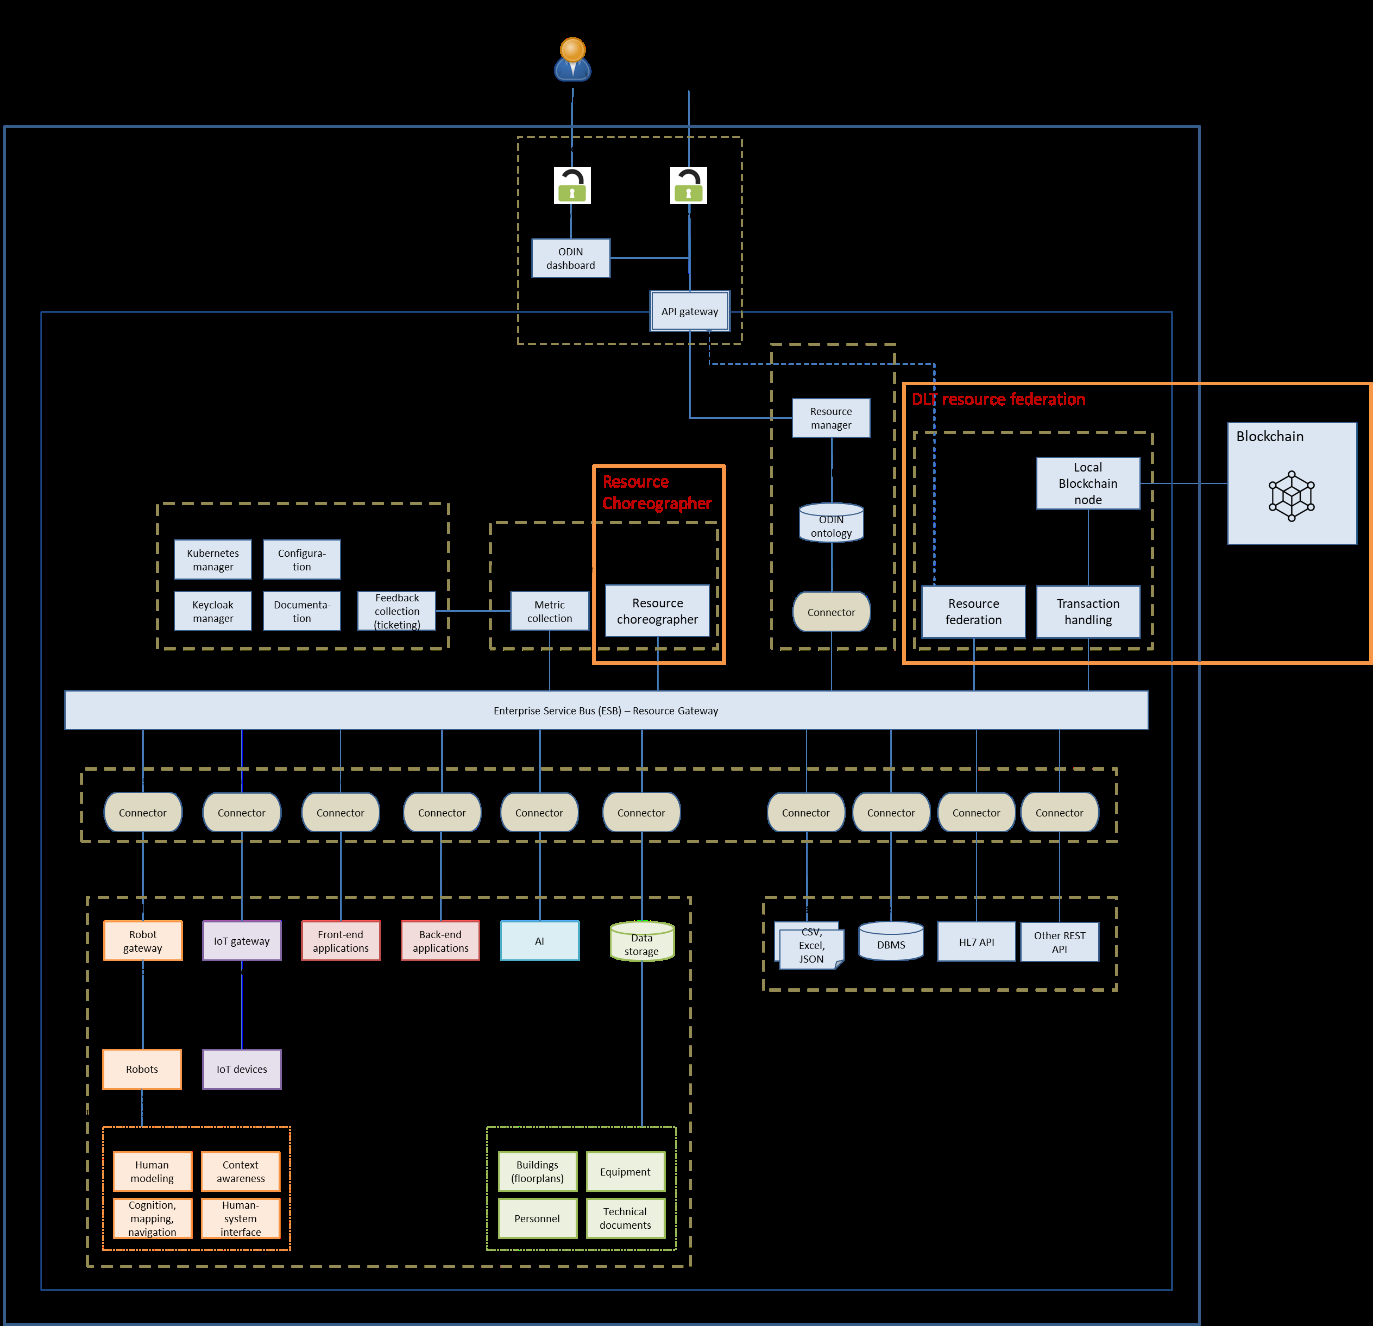 ODIN
dashboard
API gateway
Resource
manager
DLT resource federation
Blockchain
Local
Blockchain
node
Resource
Choreographer
ODIN
ontology
Kubernetes
manager
Configura-
tion
Keycloak
manager
Documenta-
tion
Feedback
collection
(ticketing)
Metric
collection
Resource
choreographer
Connector
Resource
federation
Transaction
handling
Enterprise Service Bus (ESB) – Resource Gateway
Connector
Connector
Connector
Connector
Connector
Connector
Connector
Connector
Connector
Connector
Robot
gateway
IoT gateway
Front-end
applications
Back-end
applications
AI
Data
storage
CSV,
Excel,
JSON
DBMS
HL7 API
Other REST
API
Robots
IoT devices
Human
modeling
Context
awareness
Cognition,
mapping,
navigation
Human-
system
interface
Buildings
(floorplans)
Equipment
Personnel
Technical
documents